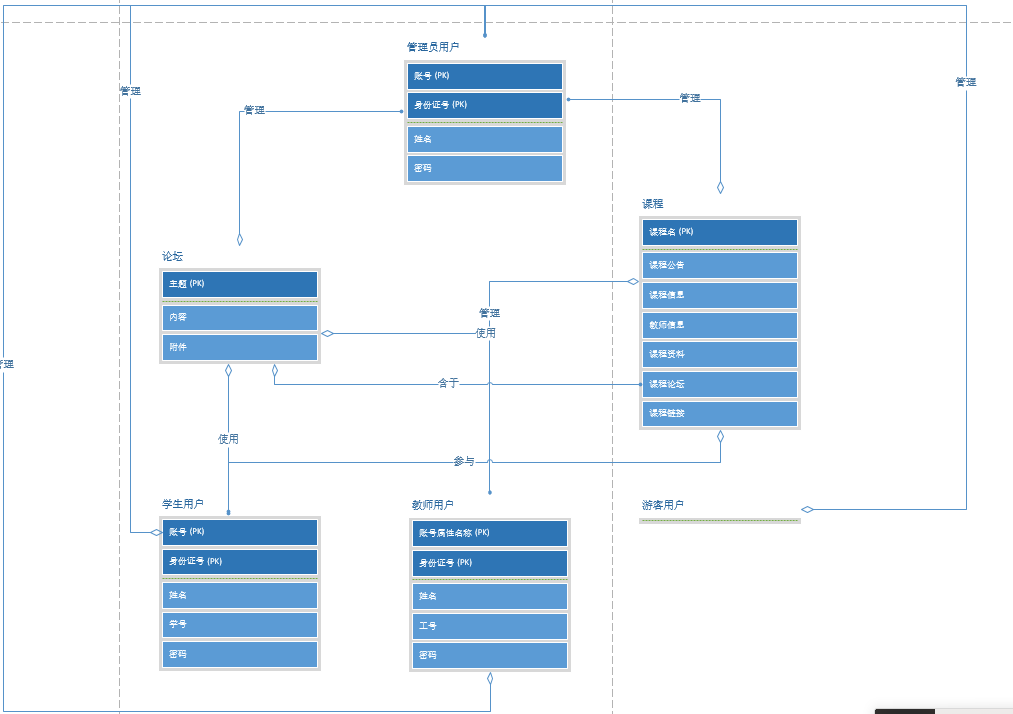 管理员用户
账号 (PK)
身份证号 (PK)
姓名
密码
管理
管理
管理
管理
课程
课程名 (PK)
课程公告
课程信息
教师信息
课程资料
课程论坛
课程链接
论坛
主题 (PK)
内容
附件
管理
使用
管理
含于
使用
参与
学生用户
账号 (PK)
身份证号 (PK)
姓名
学号
密码
教师用户
账号属性名称 (PK)
身份证号 (PK)
姓名
工号
密码
游客用户